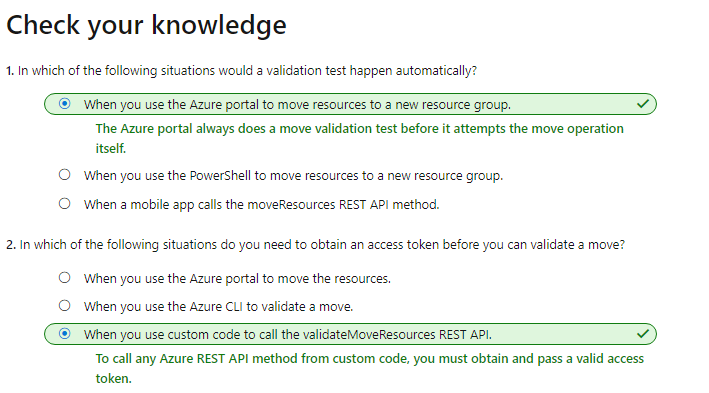 Check your knowledge
1. In which of the following situations would a validation test happen automatically?
When you use the Azure portal to move resources to a new resource group.
The Azure portal always does a move validation test before it attempts the move operation
itself.
When you use the PowerShell to move resources to a new resource group.
When a mobile app calls the moveResources REST API method.
2. In which of the following situations do you need to obtain an access token before you can validate a move?
When you use the Azure portal to move the resources.
When you use the Azure CLI to validate a move.
When you use custom code to call the validateMoveResources REST API.
To call any Azure REST API method from custom code, you must obtain and pass a valid access
token.